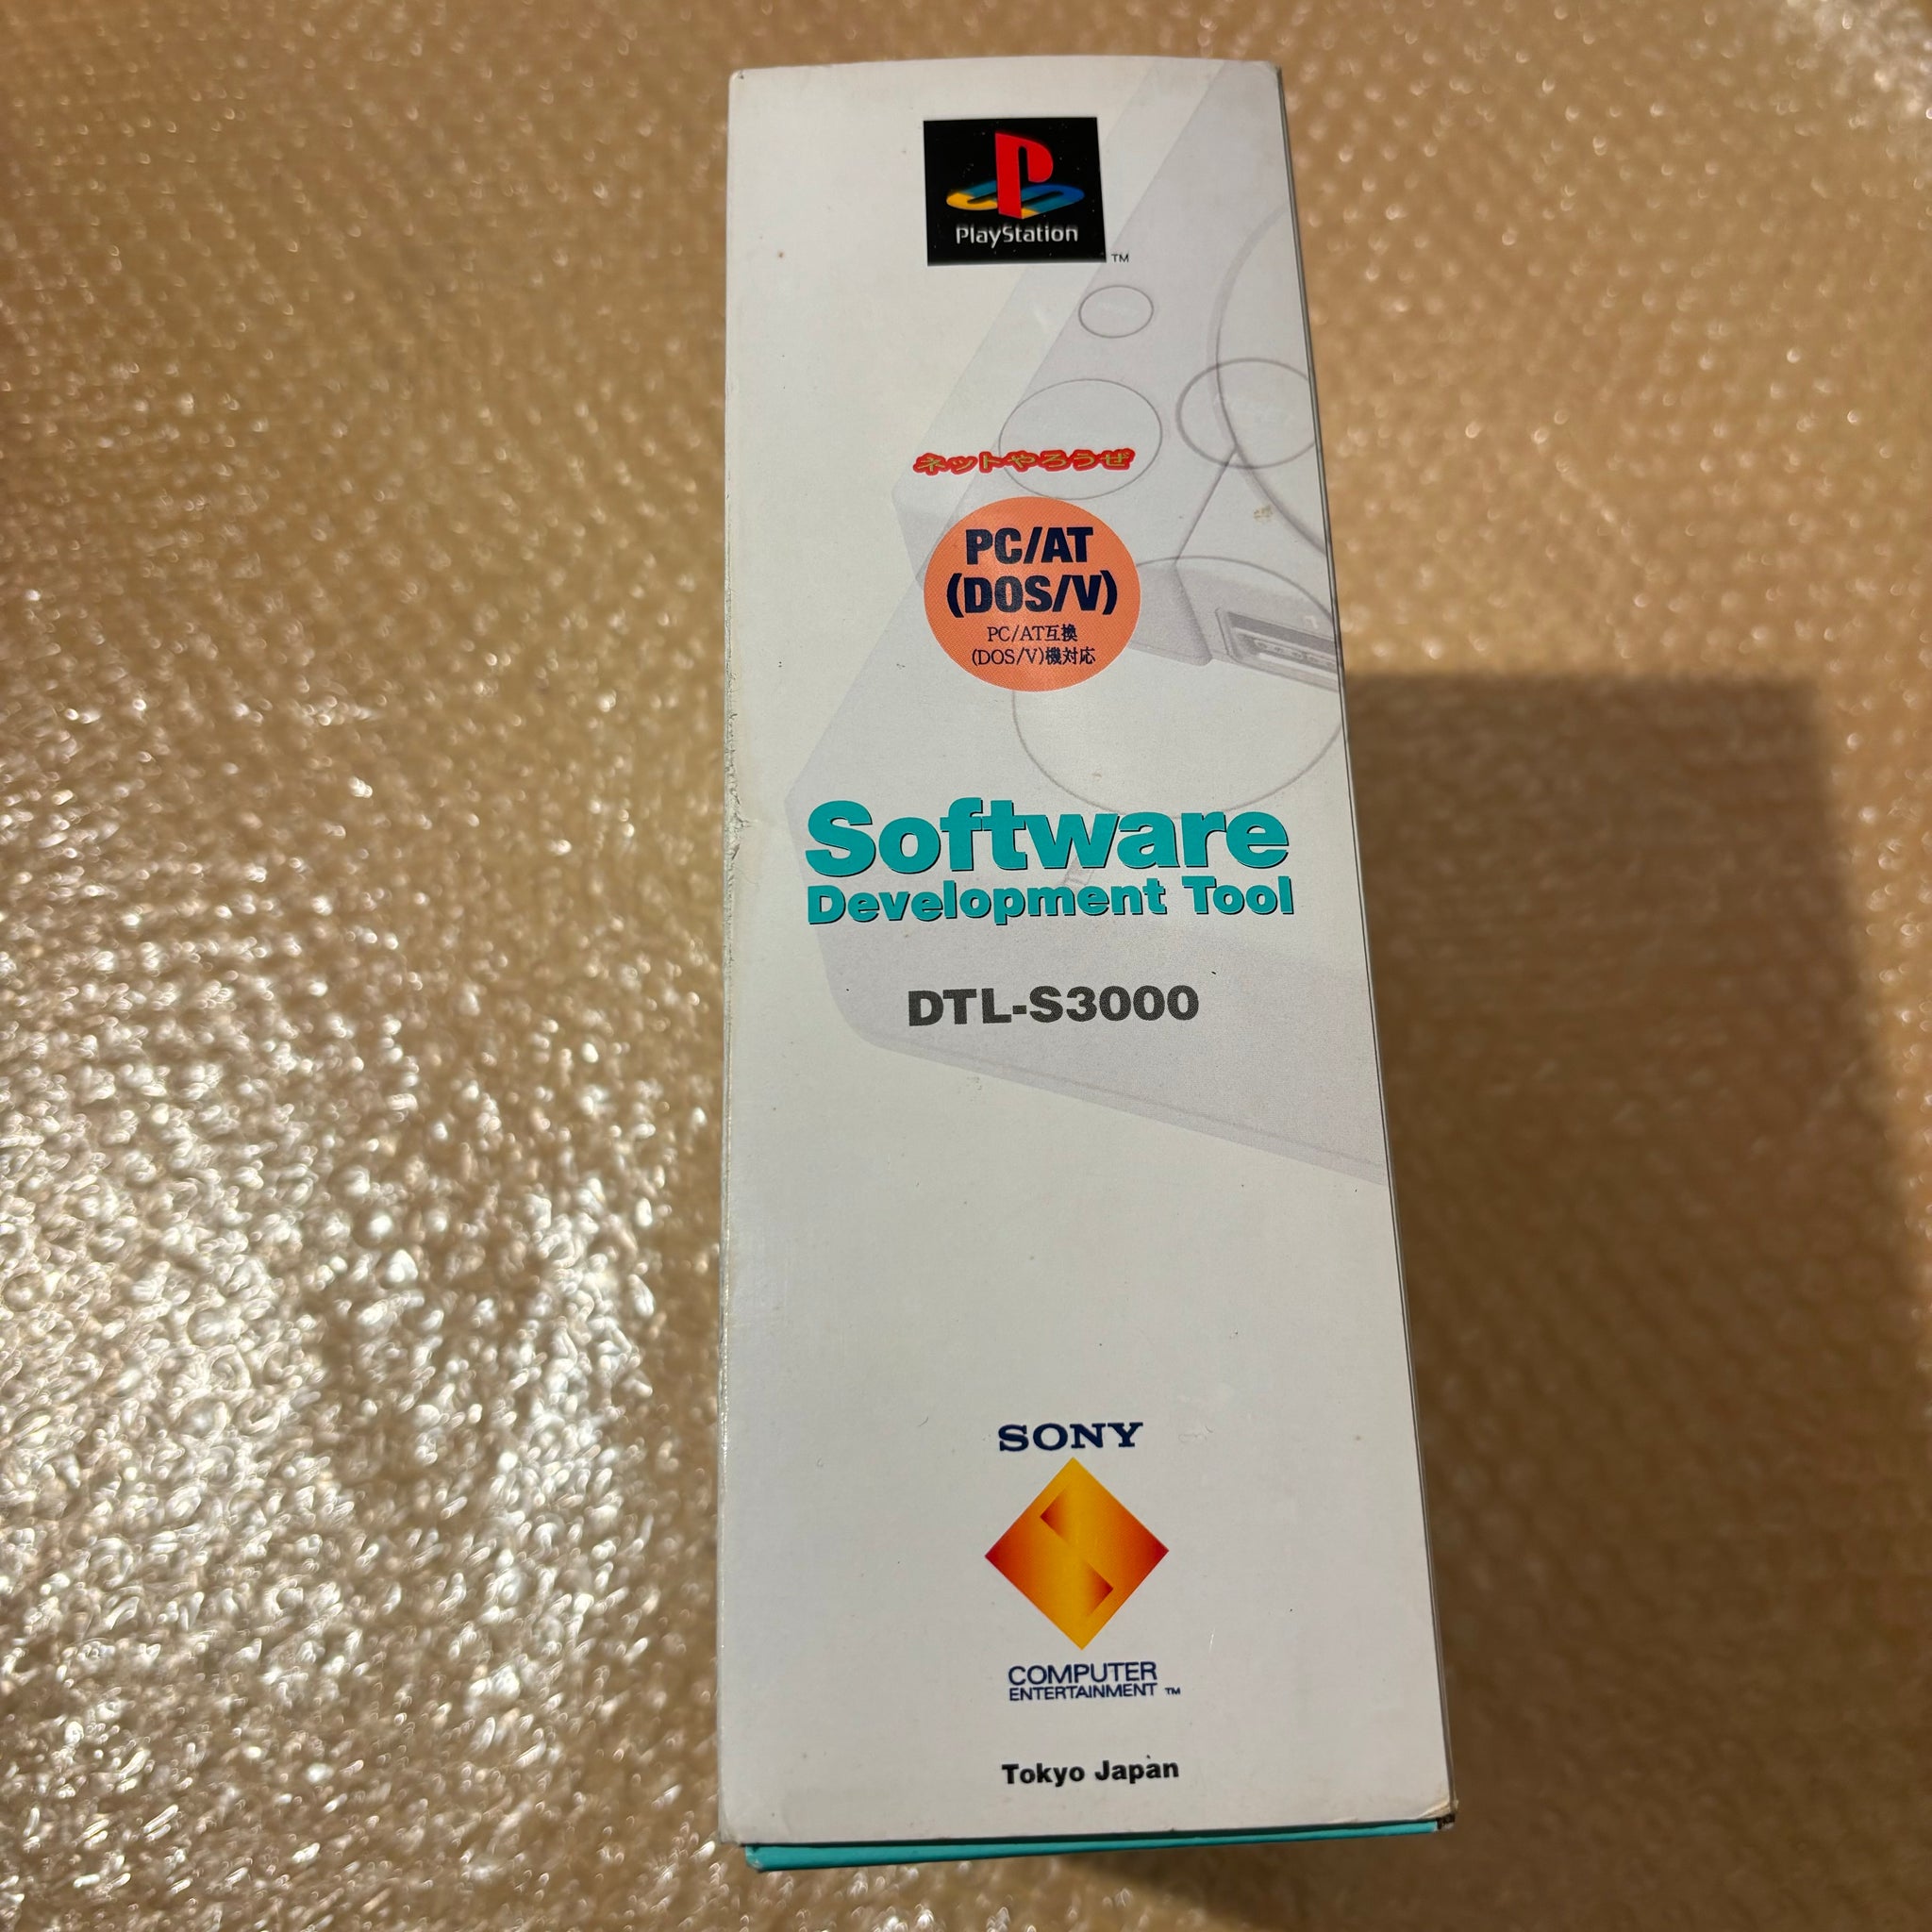 PlayStation
TM
ネットやろうぜ
PC/AT
(DOS/V)
PC/AT互換
(DOS/V)機対応
Software
Development Tool
DTL-S3000
SONY
COMPUTER
ENTERTAINMENT TM
Tokyo Japan